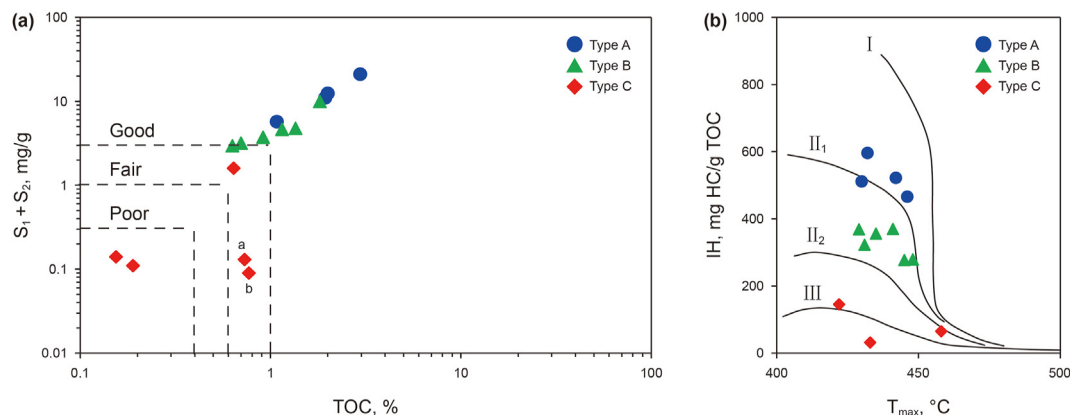 (a)
100
10
1
0.1
0.01
S₁ + S₂, mg/g
Good
Fair
Poor
a
b
Type A
Type B
Type C
0.1
1
10
100
TOC, %
(b)
1000
800
600
400
200
0
IH, mg HC/g TOC
I
II₁
II₂
III
Type A
Type B
Type C
400
450
500
Tmax, °C